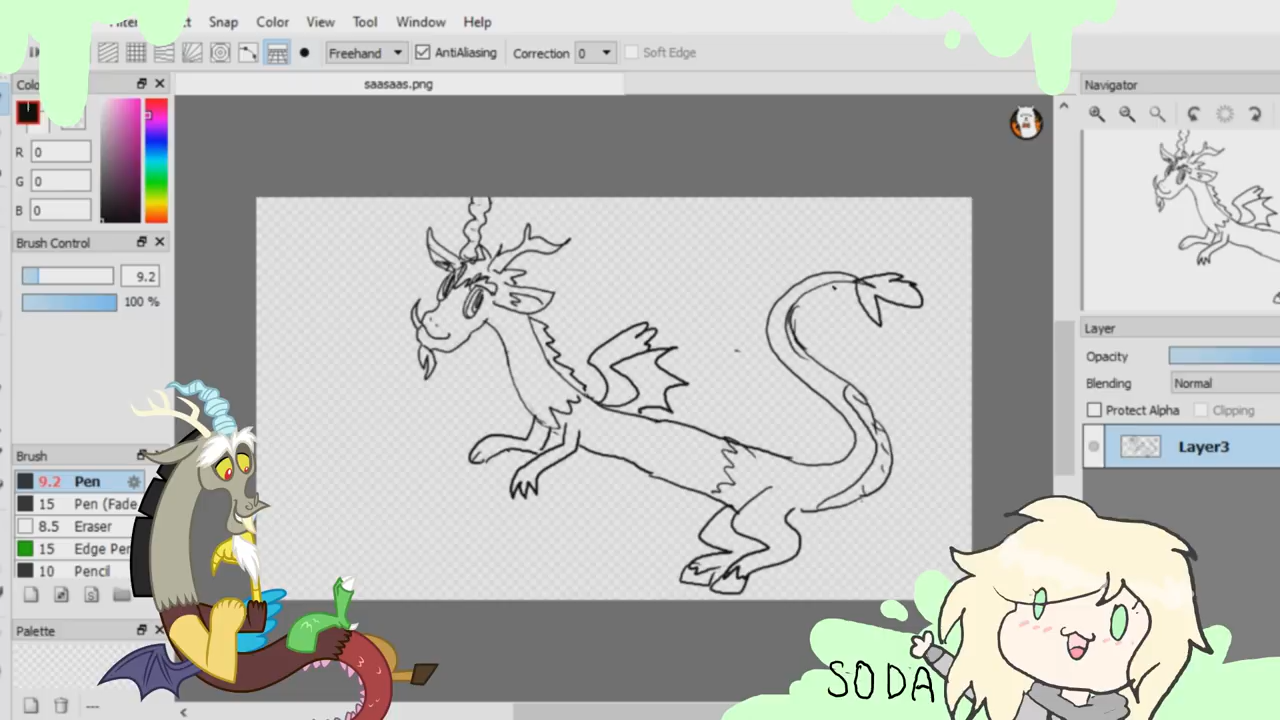 Filter Snap Color View Tool Window Help
Freehand AntiAliasing Correction 0 Soft Edge
saasaas.png
Navigator
R 0
G 0
B 0
Brush Control
9.2
100 %
Layer
Opacity
Blending Normal
Protect Alpha Clipping
Layer3
Brush
9.2 Pen
15 Pen (Fade
8.5 Eraser
15 Edge Pen
10 Pencil
Palette
SODA